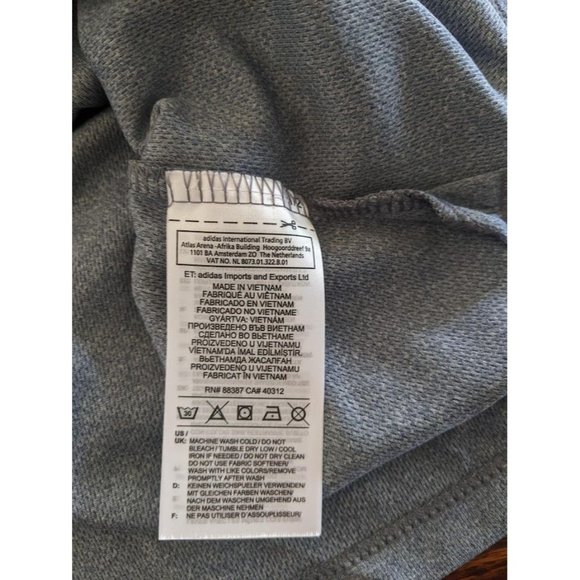 adidas International Trading BV
Atlas Arena -Afrika Building Hoogoorddreef 9a
1101 BA Amsterdam ZO The Netherlands
VAT NO. NL 8073.01.322.B.01
ET: adidas Imports and Exports Ltd
MADE IN VIETNAM
FABRIQUÉ AU VIÊTNAM
FABRICADO EN VIETNAM
FABRICADO NO VIETNAME
GYÁRTVA: VIETNÁM
ПРОИЗВЕДЕНО ВЪВ ВИЕТНАМ
СДЕЛАНО ВО ВЬЕТНАМЕ
PROIZVEDENO U VIJETNAMU
VIETNAM'DA İMAL EDİLMİŞTİR.
ВЬЕТНАМДА ЖАСАЛҒАН
PROIZVEDENO U VIJETNAMU
FABRICAT ÎN VIETNAM
RN# 88387 CA# 40312
30
US /
UK: MACHINE WASH COLD / DO NOT
BLEACH / TUMBLE DRY LOW / COOL
IRON IF NEEDED / DO NOT DRY CLEAN
DO NOT USE FABRIC SOFTENER/
WASH WITH LIKE COLORS/REMOVE
PROMPTLY AFTER WASH
D: KEINEN WEICHSPUELER VERWENDEN/
MIT GLEICHEN FARBEN WASCHEN/
NACH DEM WASCHEN UMGEHEND AUS
DER MASCHINE NEHMEN
F: NE PAS UTILISER D'ASSOUPLISSEUR/